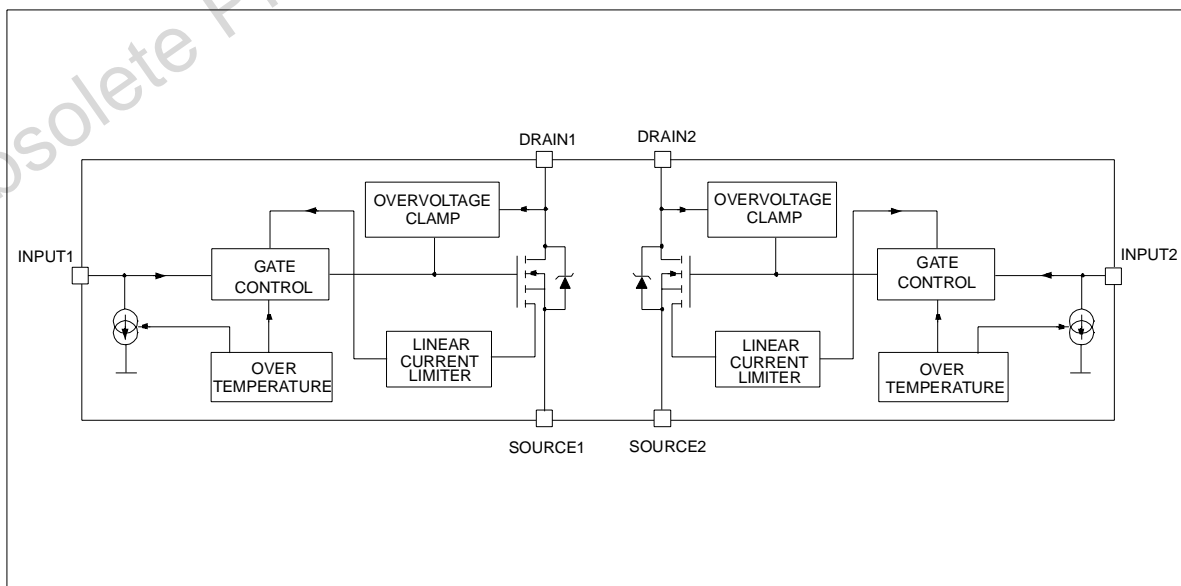 DRAIN1
DRAIN2
OVERVOLTAGE
CLAMP
OVERVOLTAGE
CLAMP
INPUT1
GATE
CONTROL
GATE
CONTROL
INPUT2
LINEAR
CURRENT
LIMITER
LINEAR
CURRENT
LIMITER
OVER
TEMPERATURE
OVER
TEMPERATURE
SOURCE1
SOURCE2